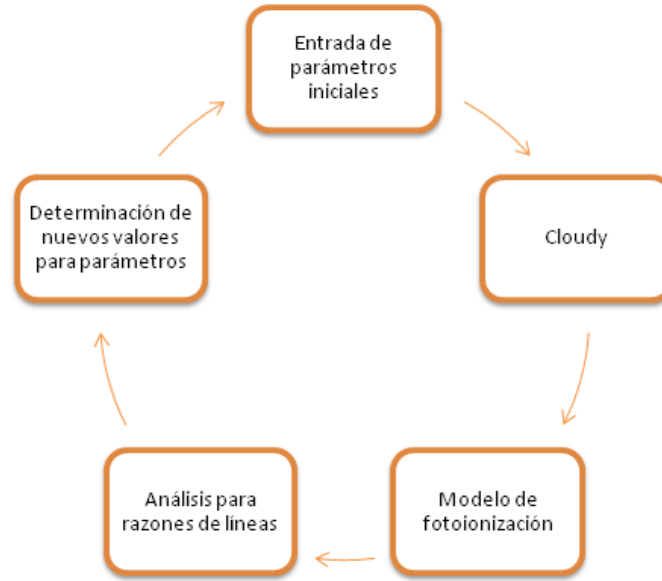 Entrada de
parámetros
iniciales
Cloudy
Modelo de
fotoionización
Análisis para
razones de líneas
Determinación de
nuevos valores
para parámetros